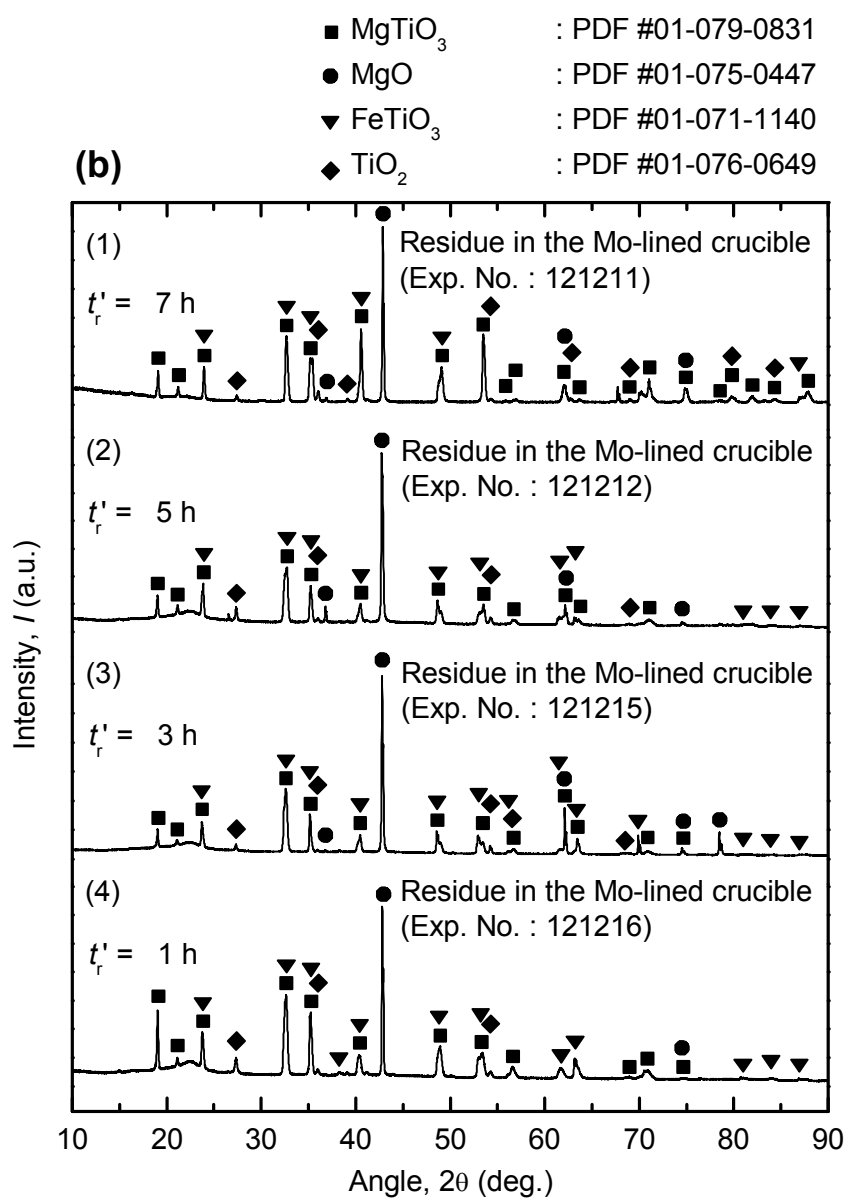 ■ MgTiO₃ : PDF #01-079-0831
● MgO : PDF #01-075-0447
▼ FeTiO₃ : PDF #01-071-1140
◆ TiO₂ : PDF #01-076-0649
(b)
(1) Residue in the Mo-lined crucible
(Exp. No. : 121211)
tᵣ' = 7 h
(2) Residue in the Mo-lined crucible
(Exp. No. : 121212)
tᵣ' = 5 h
(3) Residue in the Mo-lined crucible
(Exp. No. : 121215)
tᵣ' = 3 h
(4) Residue in the Mo-lined crucible
(Exp. No. : 121216)
tᵣ' = 1 h
Intensity, I (a.u.)
10 20 30 40 50 60 70 80 90
Angle, 2θ (deg.)